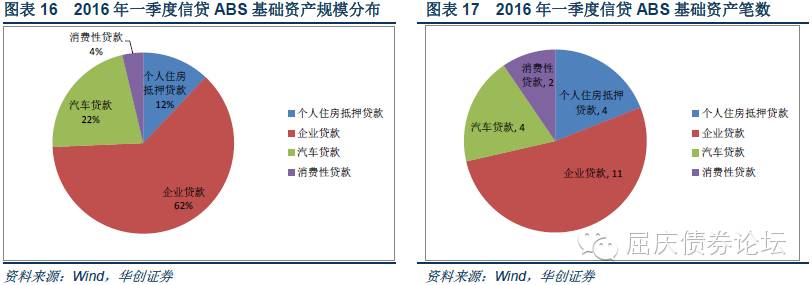 图表 16 2016 年一季度信贷 ABS 基础资产规模分布
消费性贷款
4%
个人住房
抵押贷款
12%
汽车贷款
22%
企业贷款
62%
个人住房抵押贷款
企业贷款
汽车贷款
消费性贷款
资料来源：Wind，华创证券
图表 17 2016 年一季度信贷 ABS 基础资产笔数
消费性贷
款, 2
个人住房抵押贷
款, 4
汽车贷款, 4
企业贷款, 11
个人住房抵押贷款
企业贷款
汽车贷款
消费性贷款
屈庆债券论坛
资料来源：Wind，华创证券